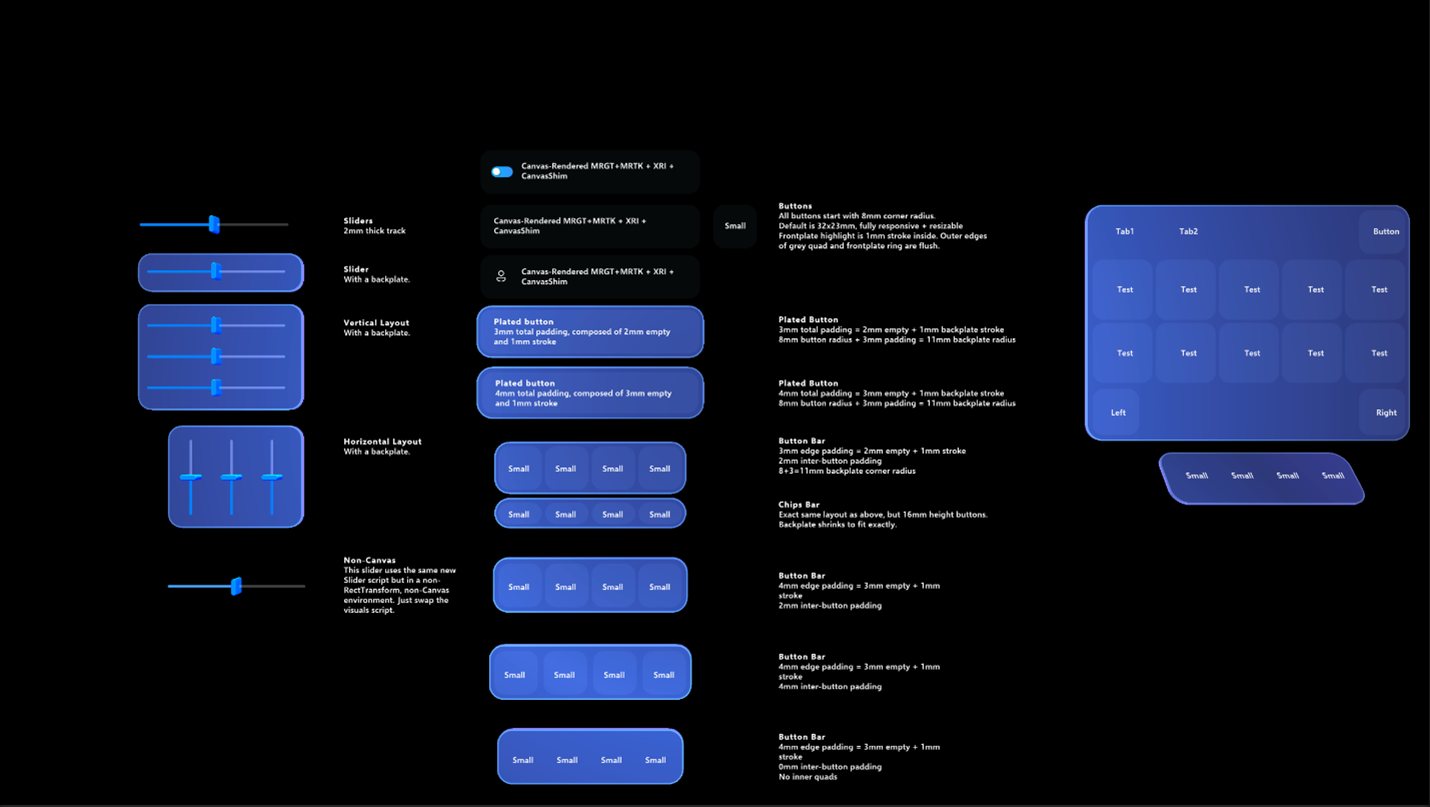 Sliders
2mm thick track
Slider
With a backplate.
Vertical Layout
With a backplate.
Horizontal Layout
With a backplate.
Non-Canvas
This slider uses the same new
Slider script but in a non-
RectTransform, non-Canvas
environment. Just swap the
visuals script.
Canvas-Rendered MRGT+MRTK + XRI +
CanvasShim
Canvas-Rendered MRGT+MRTK + XRI +
CanvasShim
Small
Canvas-Rendered MRGT+MRTK + XRI +
CanvasShim
Plated button
3mm total padding, composed of 2mm empty
and 1mm stroke
Plated button
4mm total padding, composed of 3mm empty
and 1mm stroke
Small Small Small Small
Small Small Small Small
Small Small Small Small
Small Small Small Small
Small Small Small Small
Buttons
All buttons start with 8mm corner radius.
Default is 32x23mm, fully responsive + resizable
Frontplate highlight is 1mm stroke inside. Outer edges
of grey quad and frontplate ring are flush.
Plated Button
3mm total padding = 2mm empty + 1mm backplate stroke
8mm button radius + 3mm padding = 11mm backplate radius
Plated Button
4mm total padding = 3mm empty + 1mm backplate stroke
8mm button radius + 3mm padding = 11mm backplate radius
Button Bar
3mm edge padding = 2mm empty + 1mm stroke
2mm inter-button padding
8+3=11mm backplate corner radius
Chips Bar
Exact same layout as above, but 16mm height buttons.
Backplate shrinks to fit exactly.
Button Bar
4mm edge padding = 3mm empty + 1mm
stroke
2mm inter-button padding
Button Bar
4mm edge padding = 3mm empty + 1mm
stroke
4mm inter-button padding
Button Bar
4mm edge padding = 3mm empty + 1mm
stroke
0mm inter-button padding
No inner quads
Tab1 Tab2 Button
Test Test Test Test Test
Test Test Test Test Test
Left Right
Small Small Small Small